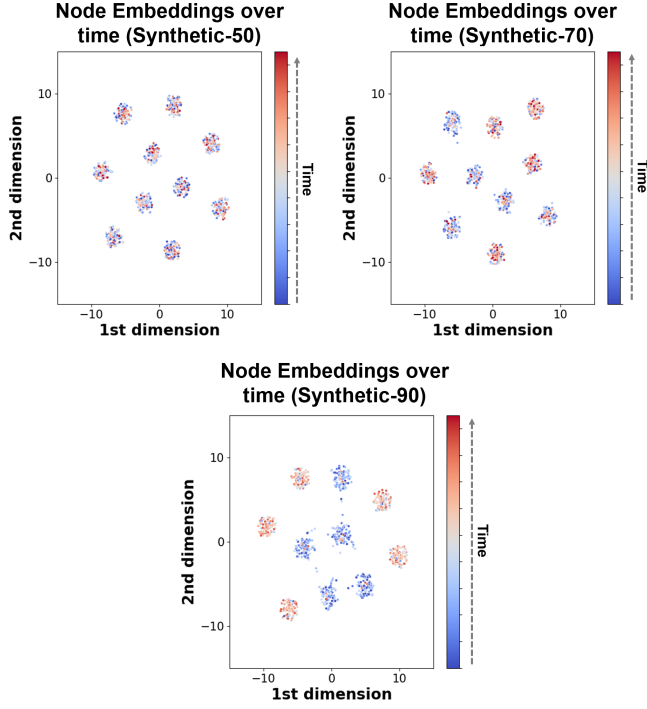 Node Embeddings over
time (Synthetic-50)
10
0
−10
−10
0
10
2nd dimension
1st dimension
Time
Node Embeddings over
time (Synthetic-70)
10
0
−10
−10
0
10
2nd dimension
1st dimension
Time
Node Embeddings over
time (Synthetic-90)
10
0
−10
−10
0
10
2nd dimension
1st dimension
Time